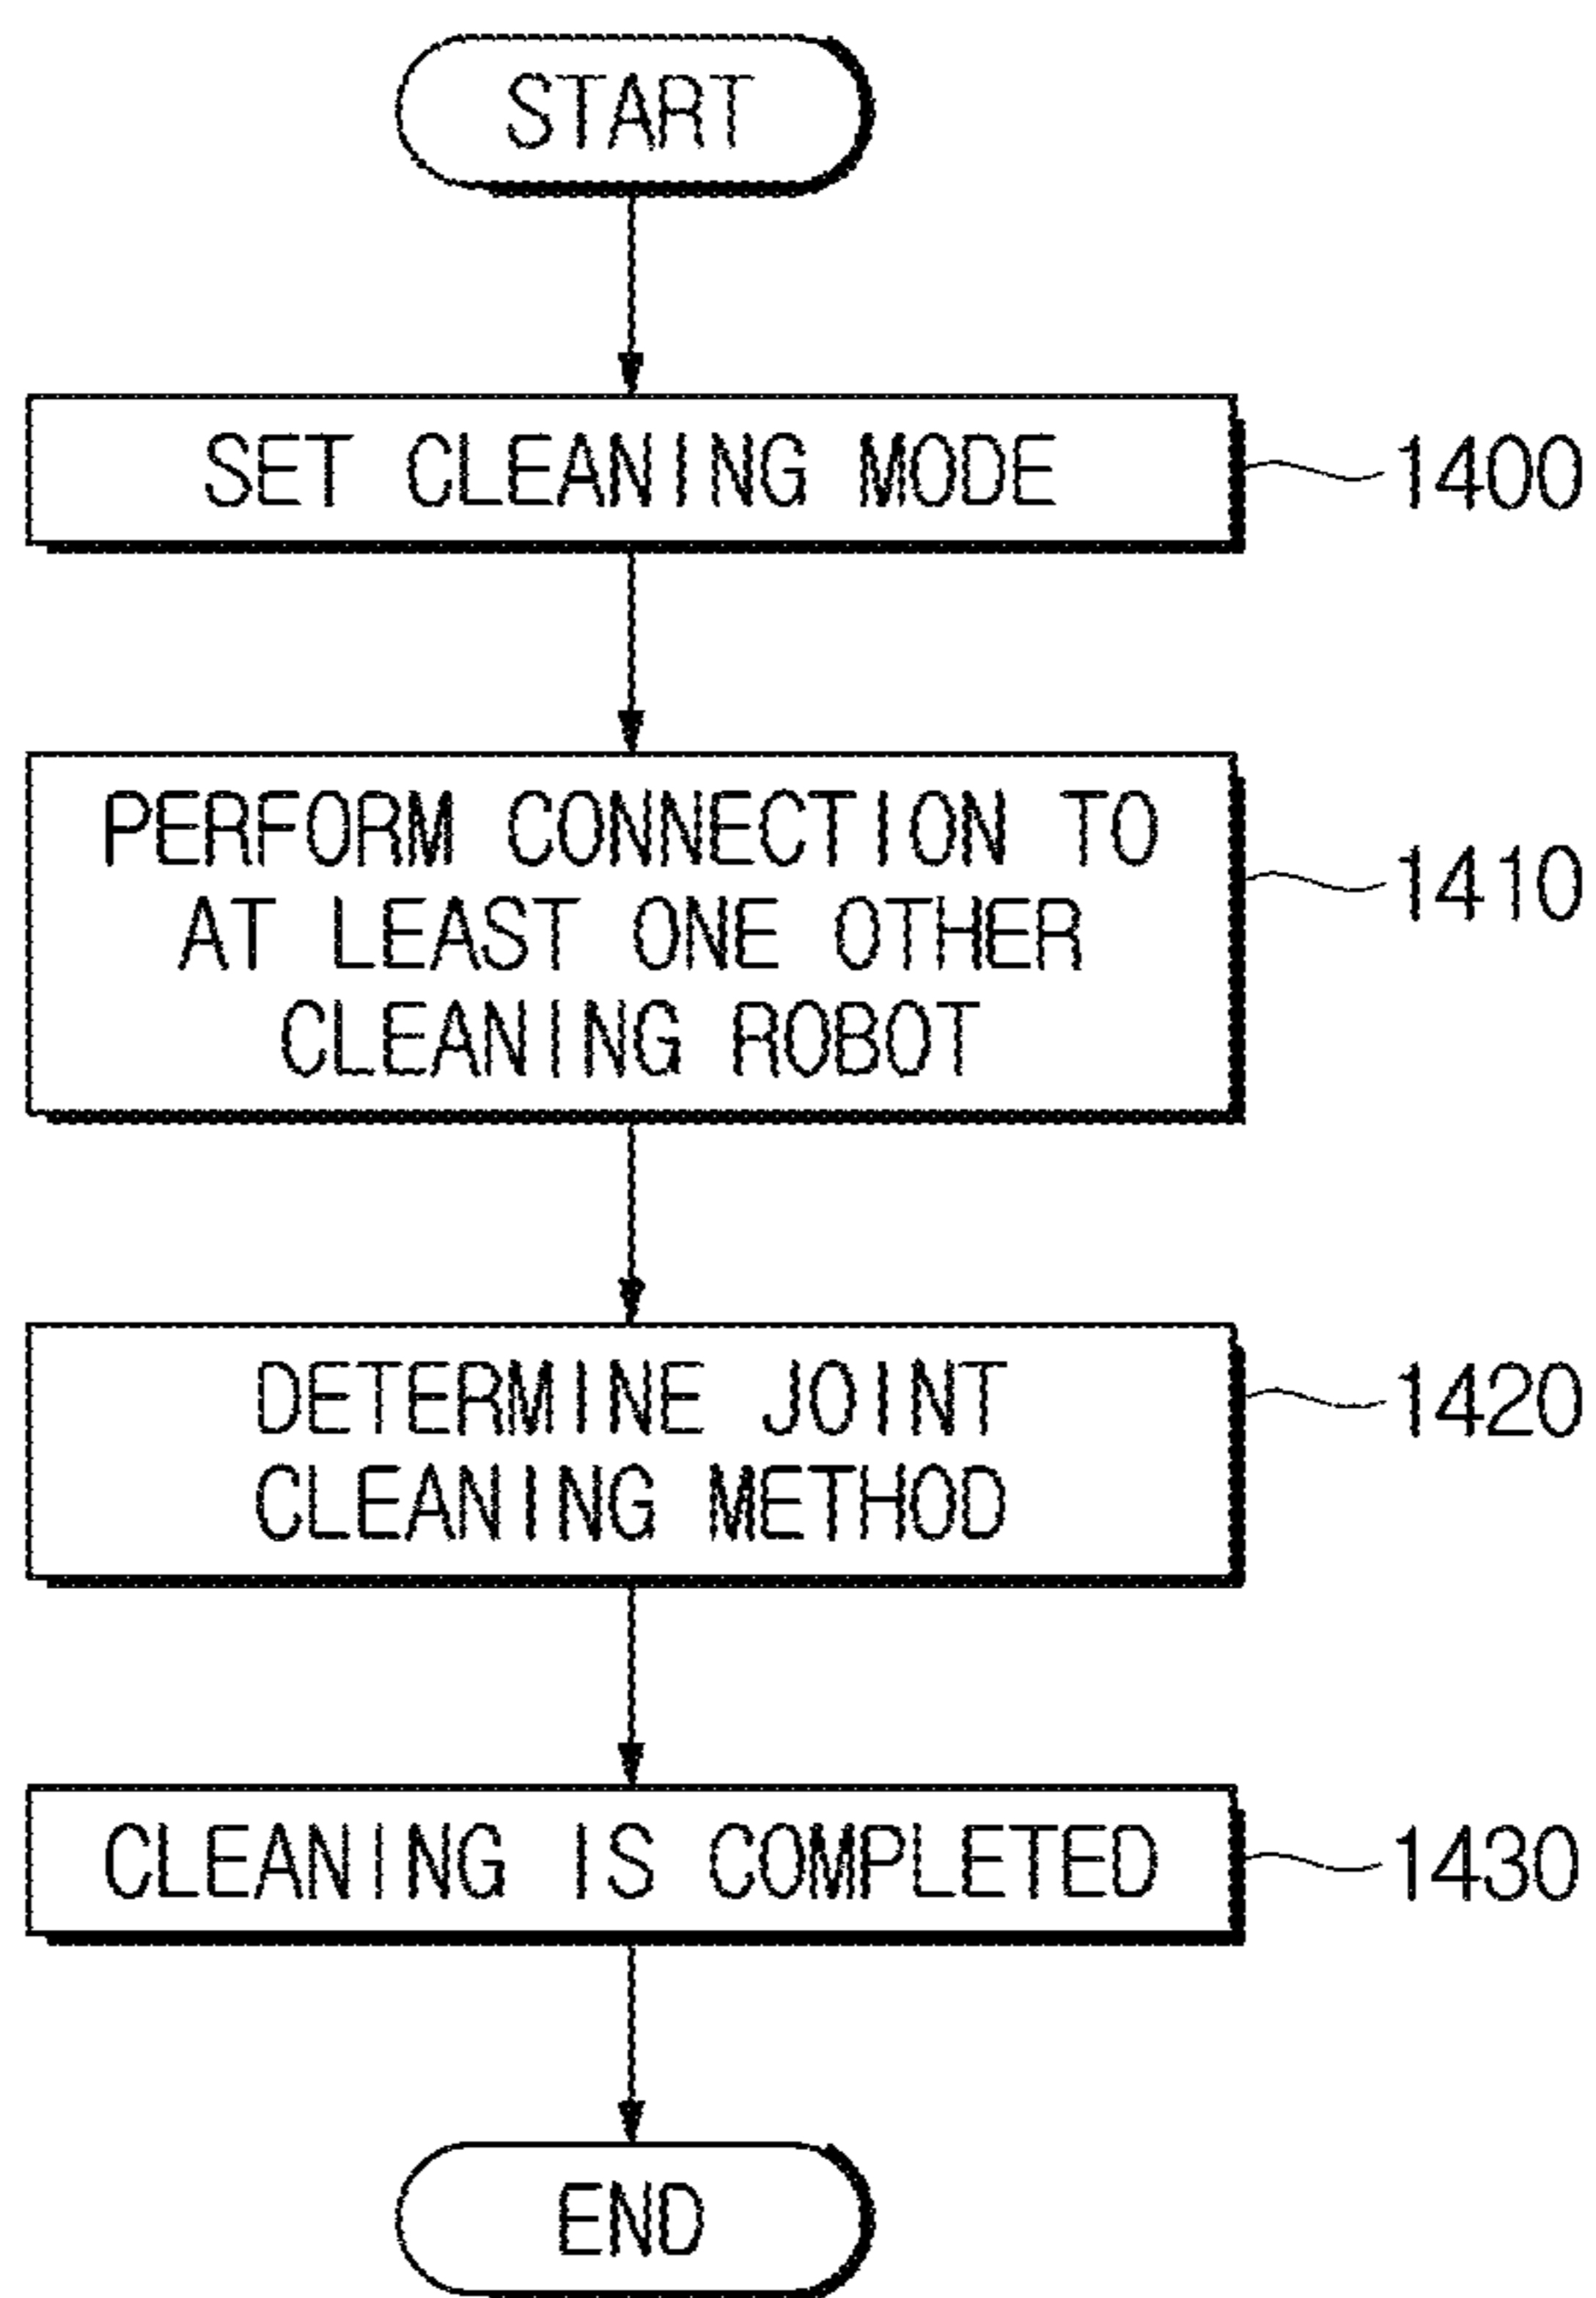 START
SET CLEANING MODE
1400
PERFORM CONNECTION TO
AT LEAST ONE OTHER
CLEANING ROBOT
1410
DETERMINE JOINT
CLEANING METHOD
1420
CLEANING IS COMPLETED
1430
END